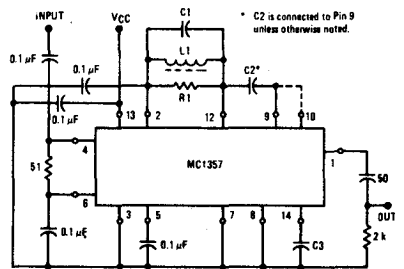 INPUT
VCC
C1
* C2 is connected to Pin 9
unless otherwise noted.
L1
0.1 µF
0.1 µF
R1
C2*
0.1 µF
13
2
12
9
10
4
51
MC1357
1
50
6
OUT
3
5
7
8
14
0.1 µF
0.1 µF
C3
2 k